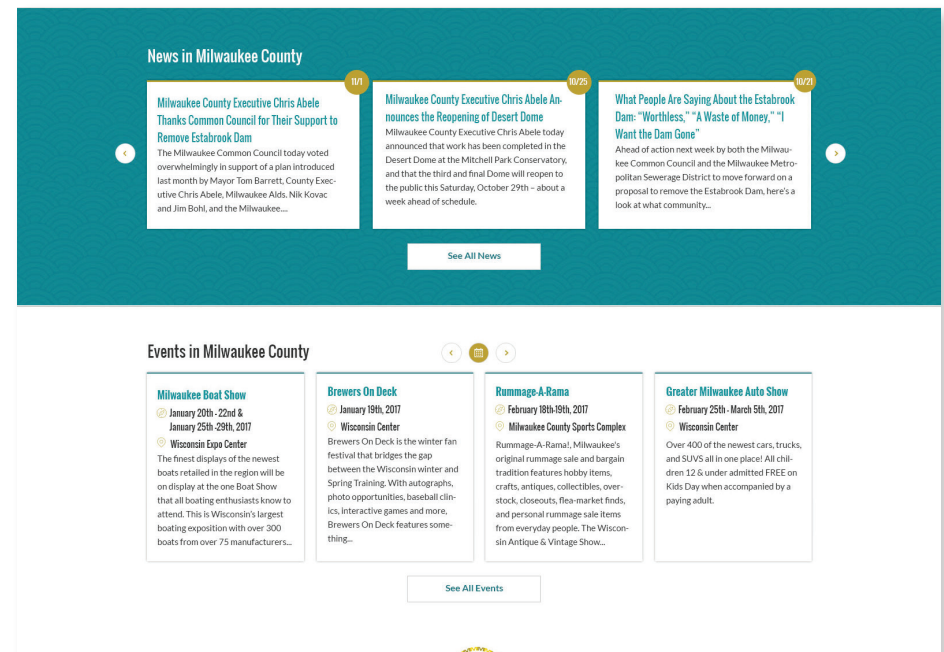 News in Milwaukee County
11/1
Milwaukee County Executive Chris Abele
Thanks Common Council for Their Support to
Remove Estabrook Dam
The Milwaukee Common Council today voted
overwhelmingly in support of a plan introduced
last month by Mayor Tom Barrett, County Exec-
utive Chris Abele, Milwaukee Alds. Nik Kovac
and Jim Bohl, and the Milwaukee....
10/25
Milwaukee County Executive Chris Abele An-
nounces the Reopening of Desert Dome
Milwaukee County Executive Chris Abele today
announced that work has been completed in the
Desert Dome at the Mitchell Park Conservatory,
and that the third and final Dome will reopen to
the public this Saturday, October 29th – about a
week ahead of schedule.
10/21
What People Are Saying About the Estabrook
Dam: “Worthless,” “A Waste of Money,” “I
Want the Dam Gone”
Ahead of action next week by both the Milwau-
kee Common Council and the Milwaukee Metro-
politan Sewerage District to move forward on a
proposal to remove the Estabrook Dam, here’s a
look at what community...
See All News
Events in Milwaukee County
Milwaukee Boat Show
January 20th - 22nd &
January 25th -29th, 2017
Wisconsin Expo Center
The finest displays of the newest
boats retailed in the region will be
on display at the one Boat Show
that all boating enthusiasts know to
attend. This is Wisconsin’s largest
boating exposition with over 300
boats from over 75 manufacturers...
Brewers On Deck
January 19th, 2017
Wisconsin Center
Brewers On Deck is the winter fan
festival that bridges the gap
between the Wisconsin winter and
Spring Training. With autographs,
photo opportunities, baseball clin-
ics, interactive games and more,
Brewers On Deck features some-
thing...
Rummage-A-Rama
February 18th-19th, 2017
Milwaukee County Sports Complex
Rummage-A-Rama!, Milwaukee's
original rummage sale and bargain
tradition features hobby items,
crafts, antiques, collectibles, over-
stock, closeouts, flea-market finds,
and personal rummage sale items
from everyday people. The Wiscon-
sin Antique & Vintage Show...
Greater Milwaukee Auto Show
February 25th - March 5th, 2017
Wisconsin Center
Over 400 of the newest cars, trucks,
and SUVS all in one place! All chil-
dren 12 & under admitted FREE on
Kids Day when accompanied by a
paying adult.
See All Events